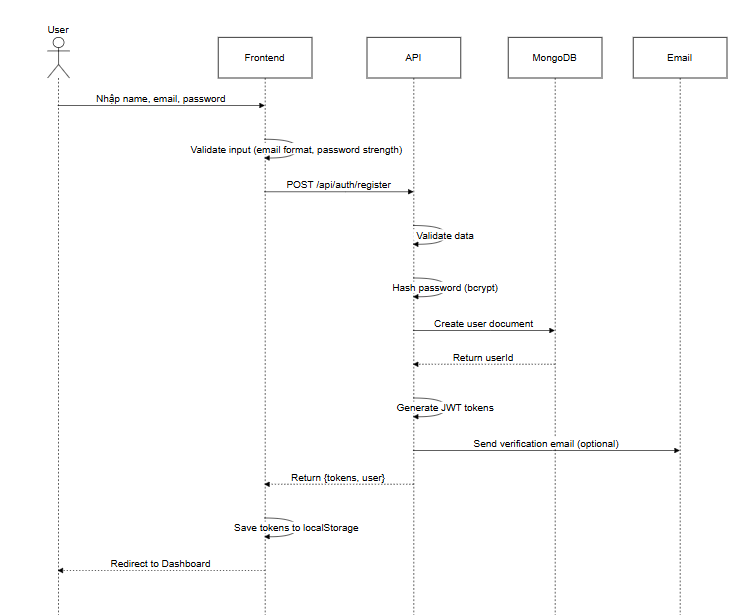 User
Frontend
API
MongoDB
Email
Nhập name, email, password
Validate input (email format, password strength)
POST /api/auth/register
Validate data
Hash password (bcrypt)
Create user document
Return userId
Generate JWT tokens
Send verification email (optional)
Return {tokens, user}
Save tokens to localStorage
Redirect to Dashboard